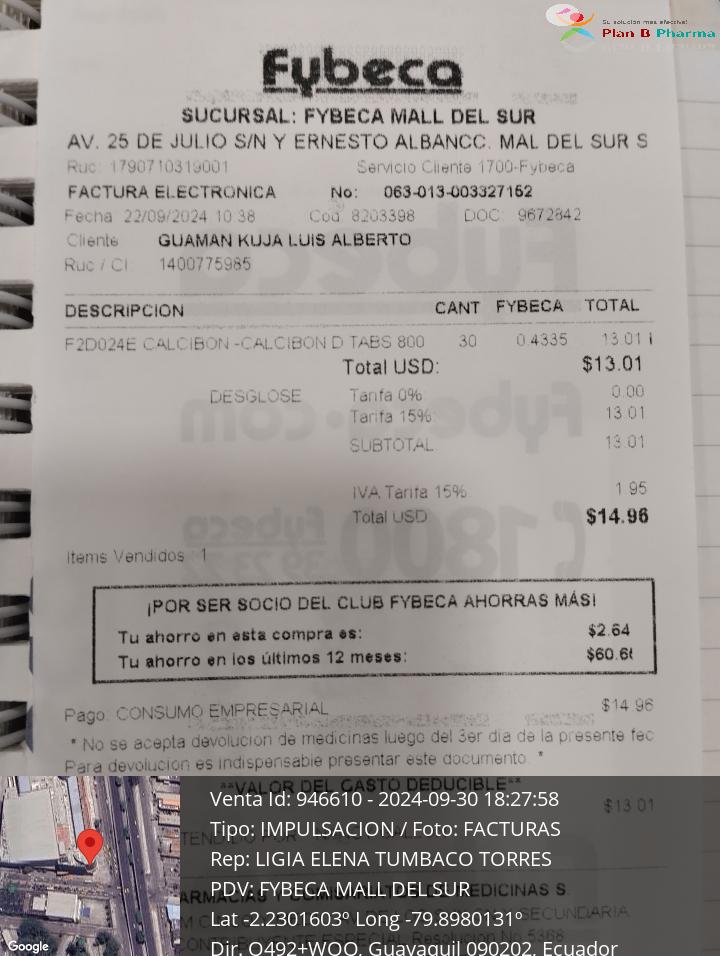 Su solución más efectiva!
Plan B Pharma
Fybeca
SUCURSAL: FYBECA MALL DEL SUR
AV. 25 DE JULIO S/N Y ERNESTO ALBANCC. MAL DEL SUR S
Ruc: 1790710319001 Servicio Cliente 1700-Fybeca
FACTURA ELECTRONICA No: 063-013-003327152
Fecha 22/09/2024 10:38 Cod 8203398 DOC: 9672842
Cliente GUAMAN KUJA LUIS ALBERTO
Ruc / CI 1400775985
DESCRIPCION CANT FYBECA TOTAL
F2D024E CALCIBON -CALCIBON D TABS 800 30 0.4335 13.01 i
Total USD: $13.01
DESGLOSE Tarifa 0% 0.00
Tarifa 15% 13.01
SUBTOTAL 13.01
IVA Tarifa 15% 1.95
Total USD $14.96
Items Vendidos 1
¡POR SER SOCIO DEL CLUB FYBECA AHORRAS MÁS!
Tu ahorro en esta compra es: $2.64
Tu ahorro en los últimos 12 meses: $60.6
Pago: CONSUMO EMPRESARIAL $14.96
* No se acepta devolucion de medicinas luego del 3er dia de la presente fec
Para devolucion es indispensable presentar este documento. *
**VALOR DEL GASTO DEDUCIBLE** $13.01
Venta Id: 946610 - 2024-09-30 18:27:58
Tipo: IMPULSACION / Foto: FACTURAS
Rep: LIGIA ELENA TUMBACO TORRES
PDV: FYBECA MALL DEL SUR
Lat -2.2301603º Long -79.8980131º
Dir. Q492+WQQ, Guayaquil 090202, Ecuador
Google